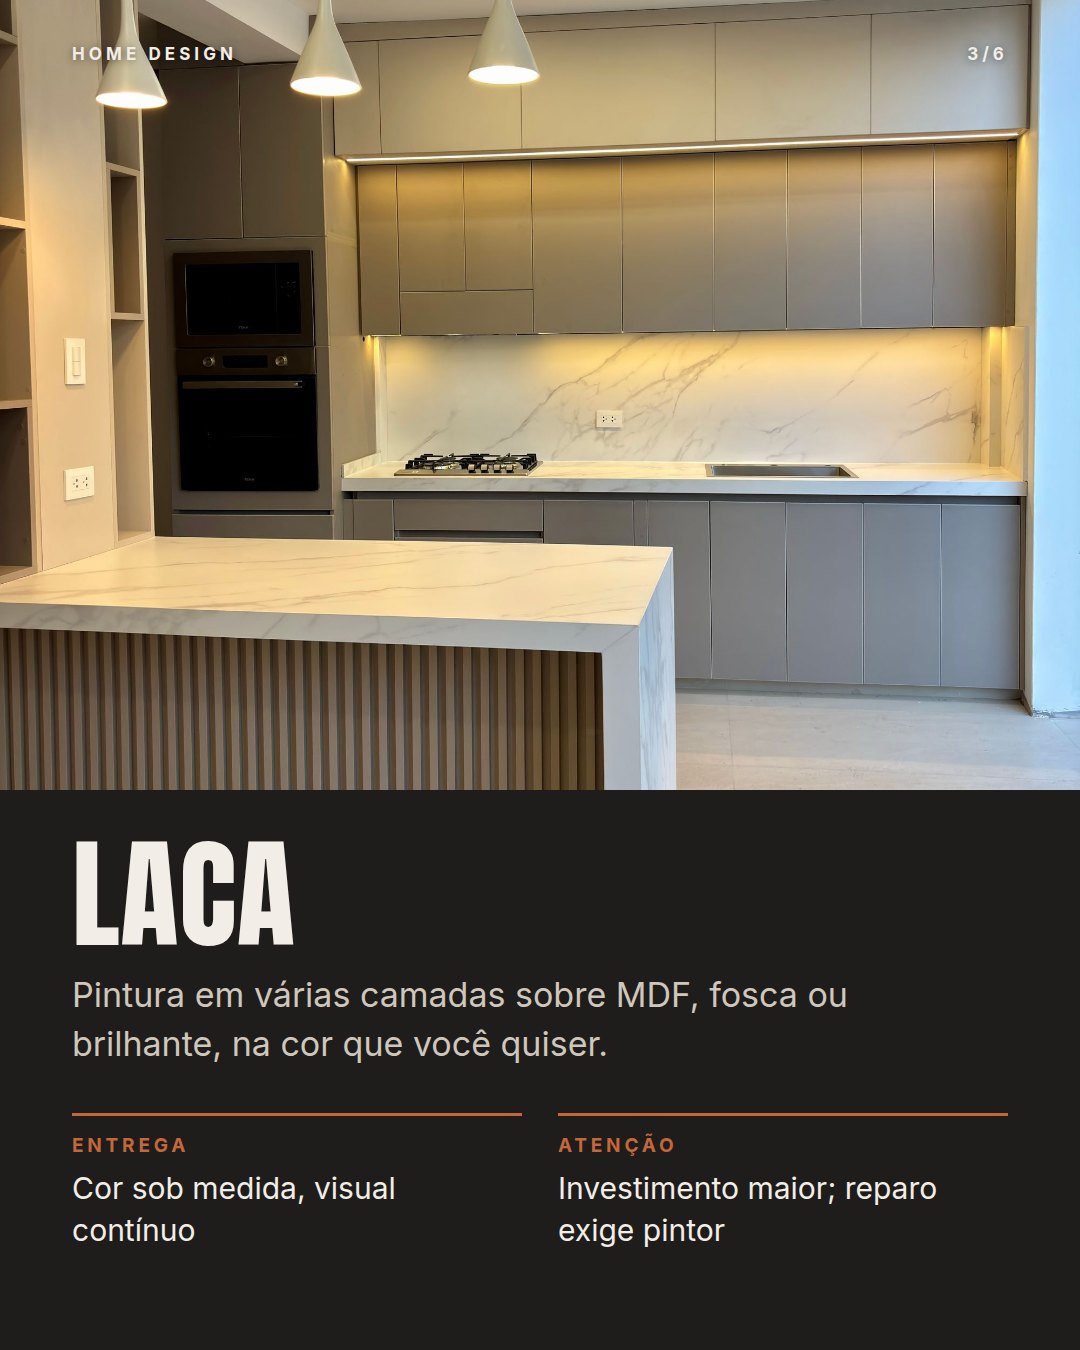 HOME DESIGN
3/6
LACA
Pintura em várias camadas sobre MDF, fosca ou
brilhante, na cor que você quiser.
ENTREGA
Cor sob medida, visual
contínuo
ATENÇÃO
Investimento maior; reparo
exige pintor